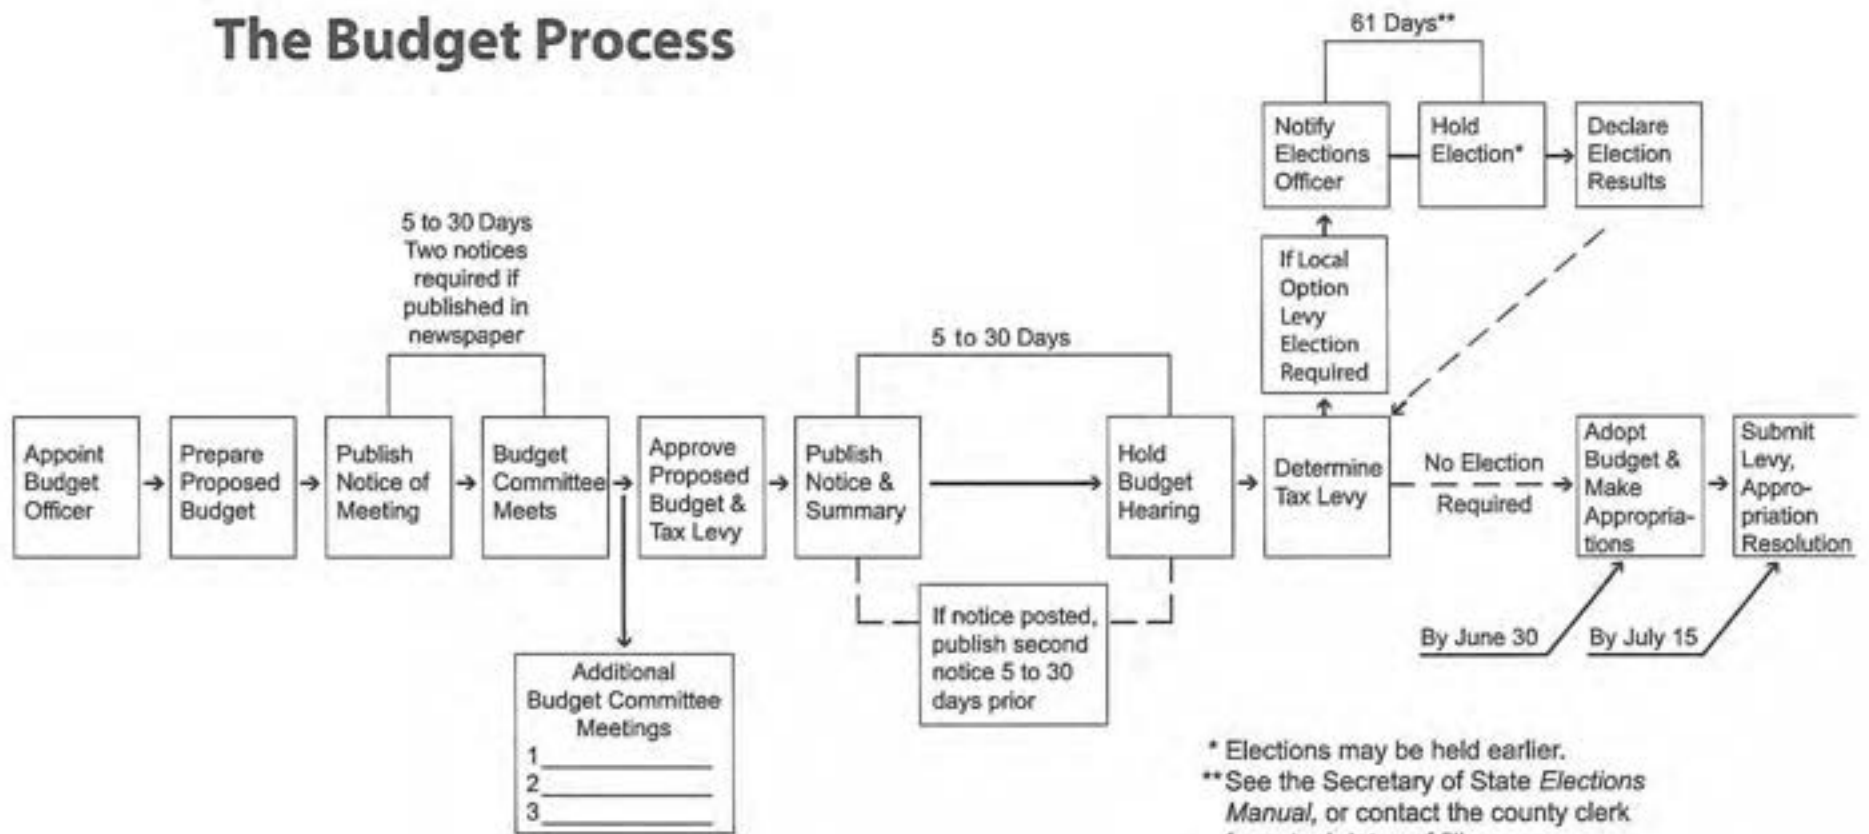 The Budget Process
61 Days**
Notify
Elections
Officer
Hold
Election*
Declare
Election
Results
5 to 30 Days
Two notices
required if
published in
newspaper
5 to 30 Days
If Local
Option
Levy
Election
Required
Appoint
Budget
Officer
Prepare
Proposed
Budget
Publish
Notice of
Meeting
Budget
Committee
Meets
Approve
Proposed
Budget &
Tax Levy
Publish
Notice &
Summary
Hold
Budget
Hearing
Determine
Tax Levy
No Election
Required
Adopt
Budget &
Make
Appropria-
tions
Submit
Levy,
Appro-
priation
Resolution
If notice posted,
publish second
notice 5 to 30
days prior
By June 30
By July 15
Additional
Budget Committee
Meetings
1
2
3
* Elections may be held earlier.
**See the Secretary of State Elections
Manual, or contact the county clerk